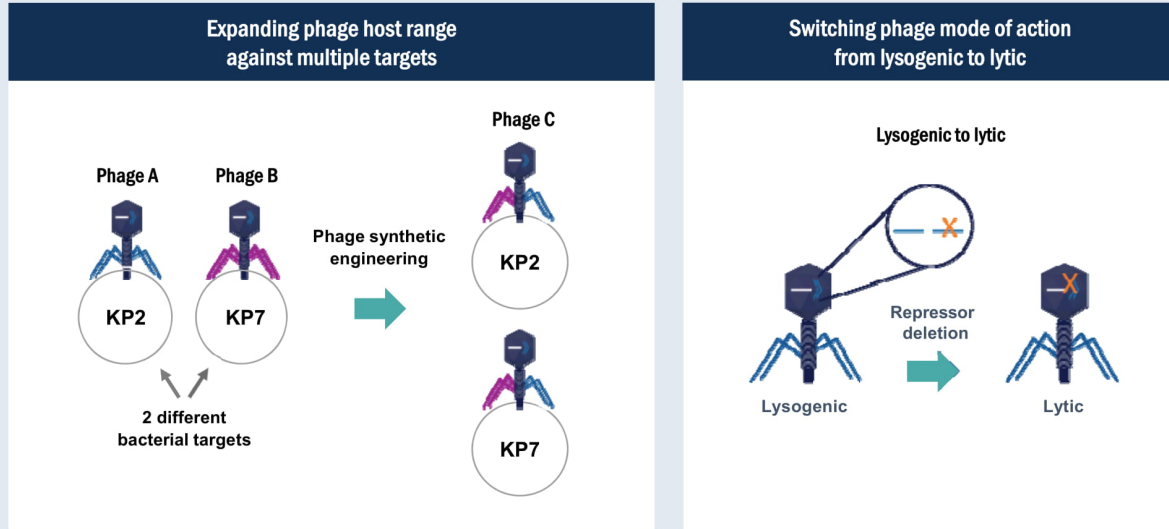 Expanding phage host range
against multiple targets
Phage A
Phage B
KP2
KP7
2 different
bacterial targets
Phage synthetic
engineering
Phage C
KP2
KP7
Switching phage mode of action
from lysogenic to lytic
Lysogenic to lytic
X
X
Repressor
deletion
Lysogenic
Lytic